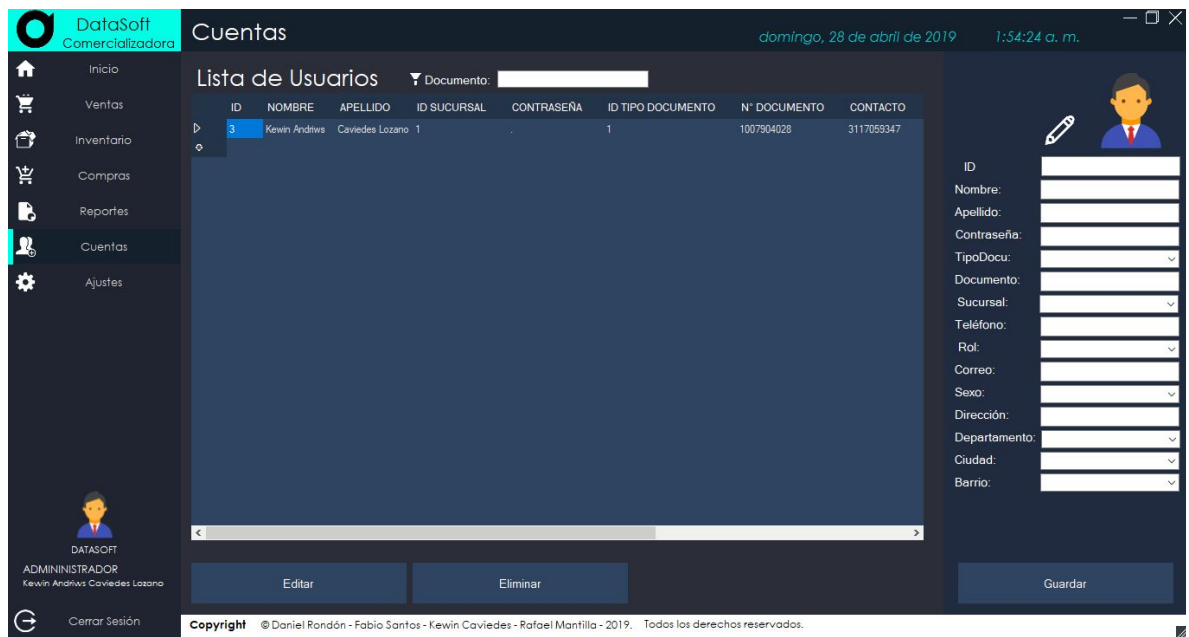 DataSoft
Comercializadora
Cuentas
domingo, 28 de abril de 2019 1:54:24 a. m.
Inicio
Ventas
Inventario
Compras
Reportes
Cuentas
Ajustes
DATASOFT
ADMININISTRADOR
Kewin Andriws Caviedes Lozano
Cerrar Sesión
Lista de Usuarios Documento:
ID NOMBRE APELLIDO ID SUCURSAL CONTRASEÑA ID TIPO DOCUMENTO N° DOCUMENTO CONTACTO
3 Kewin Andriws Caviedes Lozano 1 . 1 1007904028 3117059347
Editar Eliminar
ID
Nombre:
Apellido:
Contraseña:
TipoDocu:
Documento:
Sucursal:
Teléfono:
Rol:
Correo:
Sexo:
Dirección:
Departamento:
Ciudad:
Barrio:
Guardar
Copyright © Daniel Rondón - Fabio Santos - Kewin Caviedes - Rafael Mantilla - 2019. Todos los derechos reservados.